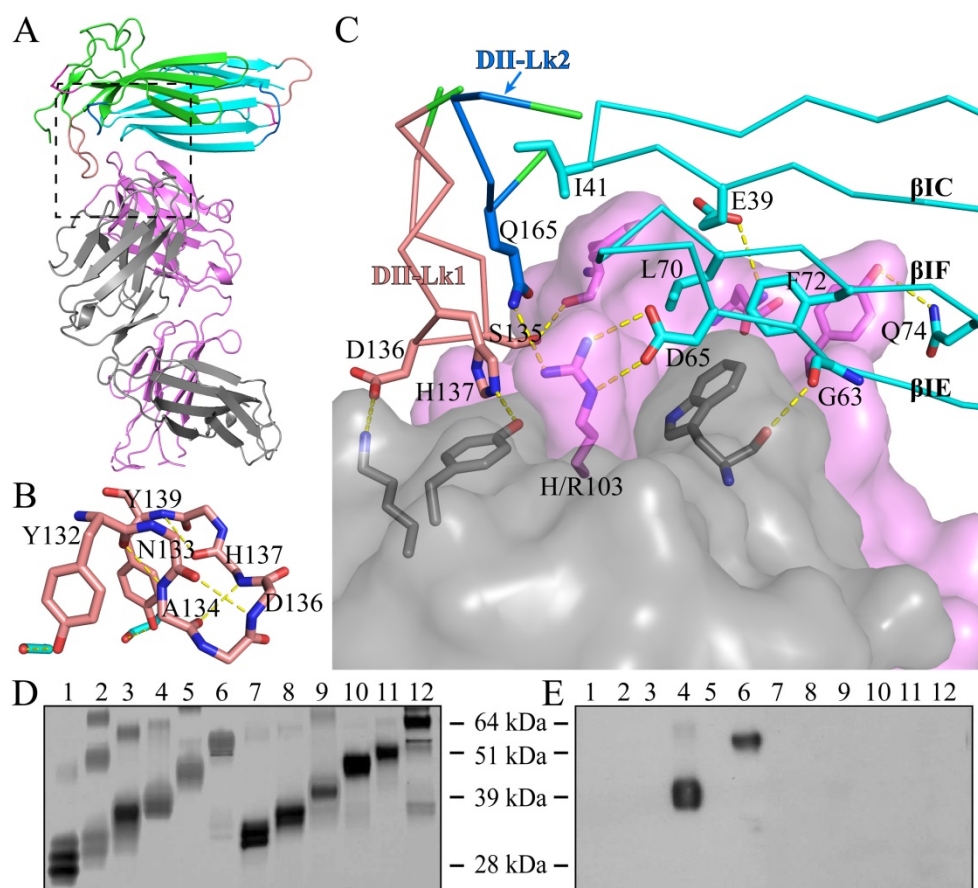 A
C
DII-Lk2
I41
E39
βIC
Q165
DII-Lk1
L70
F72
βIF
S135
D136
D65
Q74
H137
G63
βIE
H/R103
B
Y139
Y132
N133
H137
A134
D136
D 1 2 3 4 5 6 7 8 9 10 11 12
E 1 2 3 4 5 6 7 8 9 10 11 12
64 kDa
51 kDa
39 kDa
28 kDa